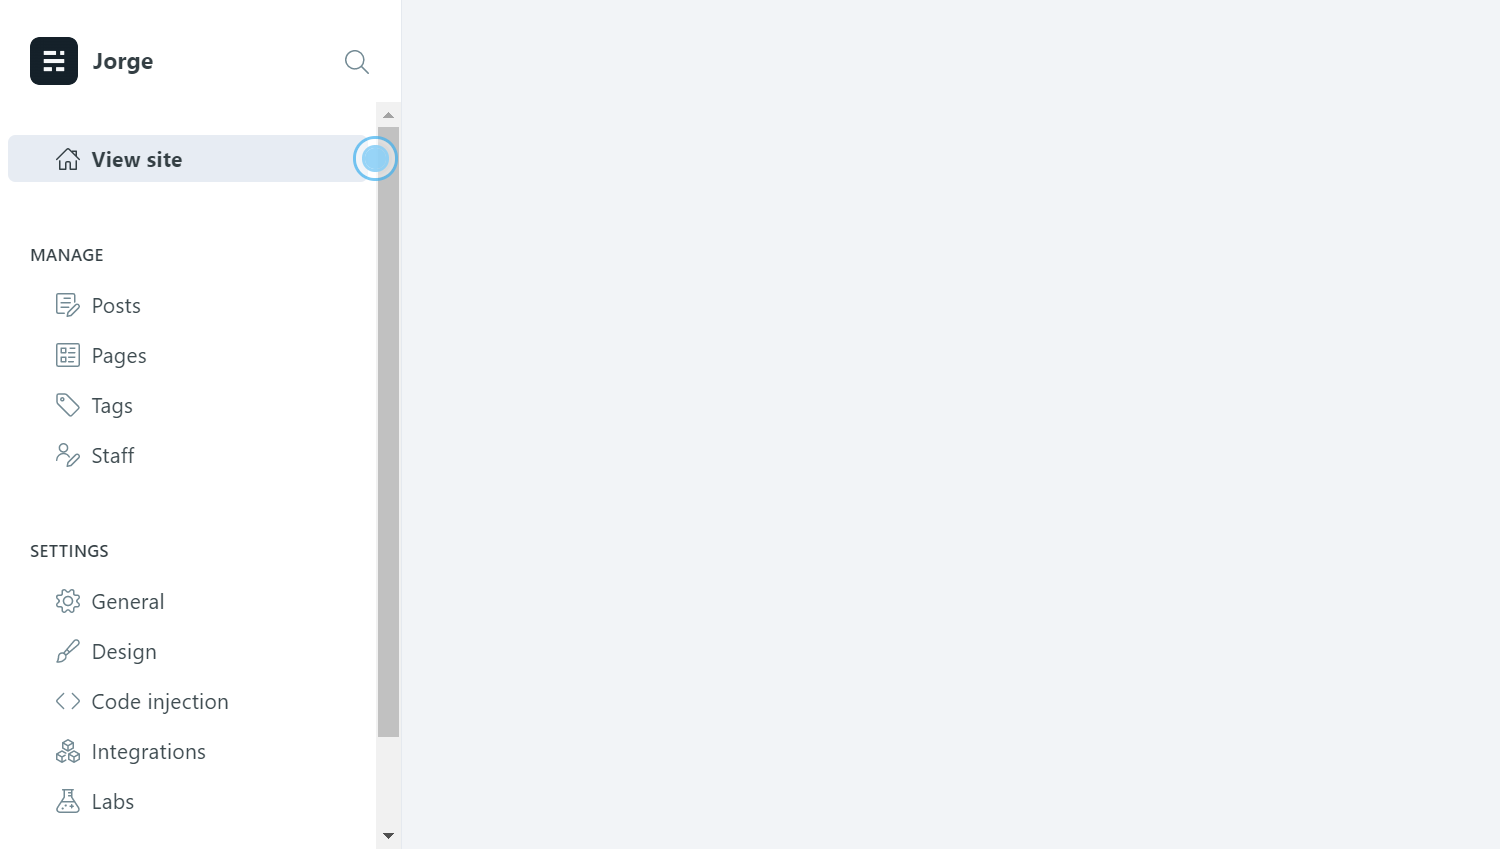 Jorge
View site
MANAGE
Posts
Pages
Tags
Staff
SETTINGS
General
Design
Code injection
Integrations
Labs